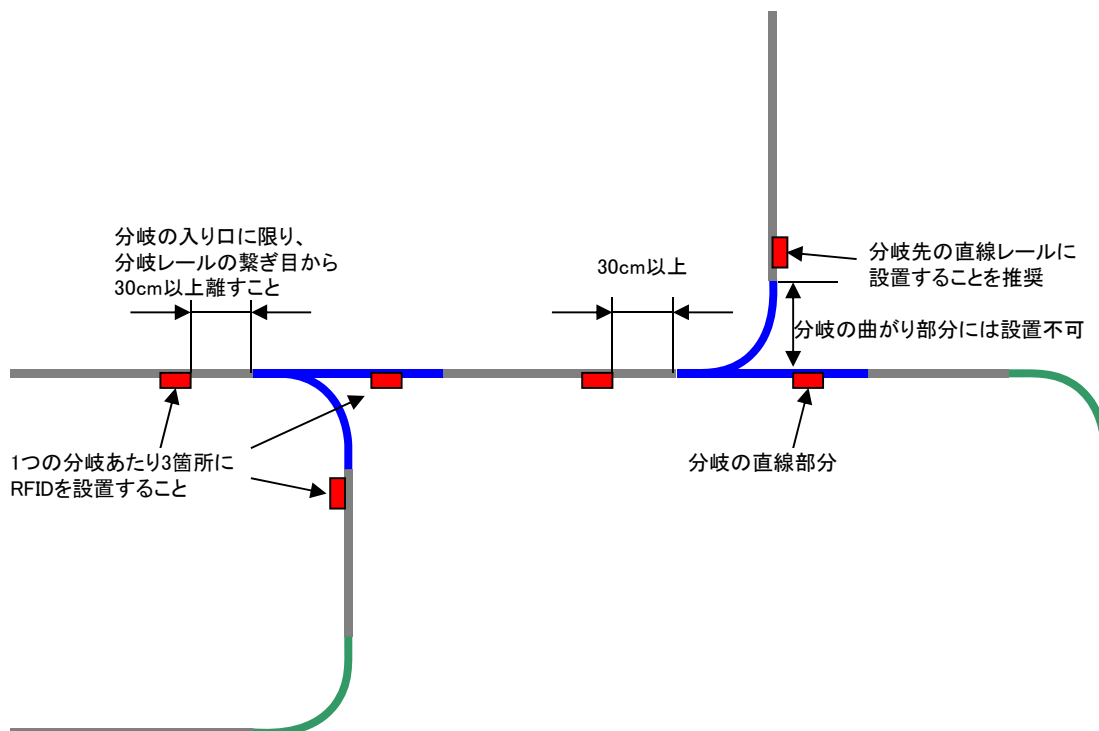 分岐の入り口に限り、
分岐レールの繋ぎ目から
30cm以上離すこと
30cm以上
分岐先の直線レールに
設置することを推奨
分岐の曲がり部分には設置不可
1つの分岐あたり3箇所に
RFIDを設置すること
分岐の直線部分